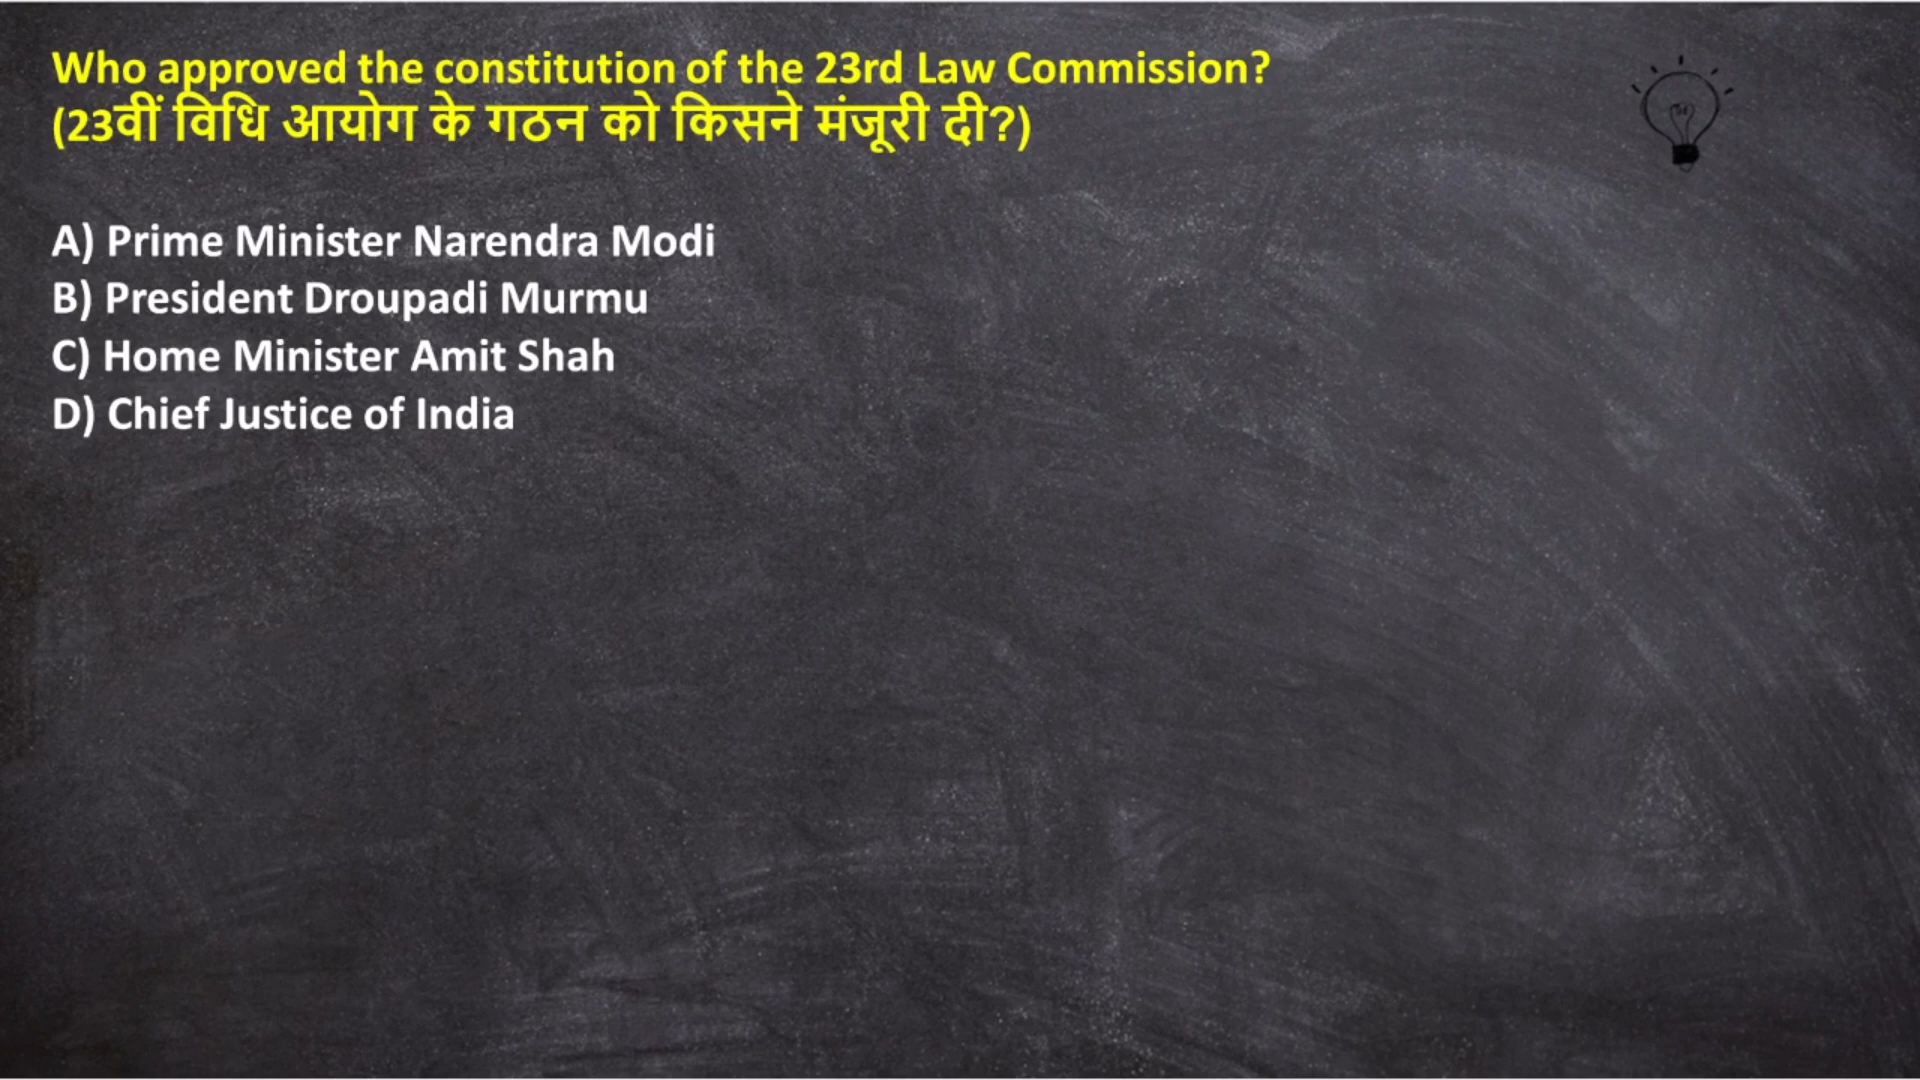 Who approved the constitution of the 23rd Law Commission?
(23वीं विधि आयोग के गठन को किसने मंजूरी दी?)
A) Prime Minister Narendra Modi
B) President Droupadi Murmu
C) Home Minister Amit Shah
D) Chief Justice of India